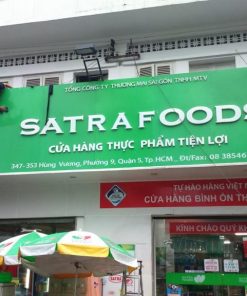 TỔNG CÔNG TY THƯƠNG MẠI SÀI GÒN TNHH MTV
SATRAFOODS
CỬA HÀNG THỰC PHẨM TIỆN LỢI
347-353 Hùng Vương, Phường 9, Quận 5, Tp.HCM_ Đt/Fax: 08 38546
TỰ HÀO HÀNG VIỆT
CỬA HÀNG BÌNH ỔN TH
KÍNH CHÀO QUÝ KH